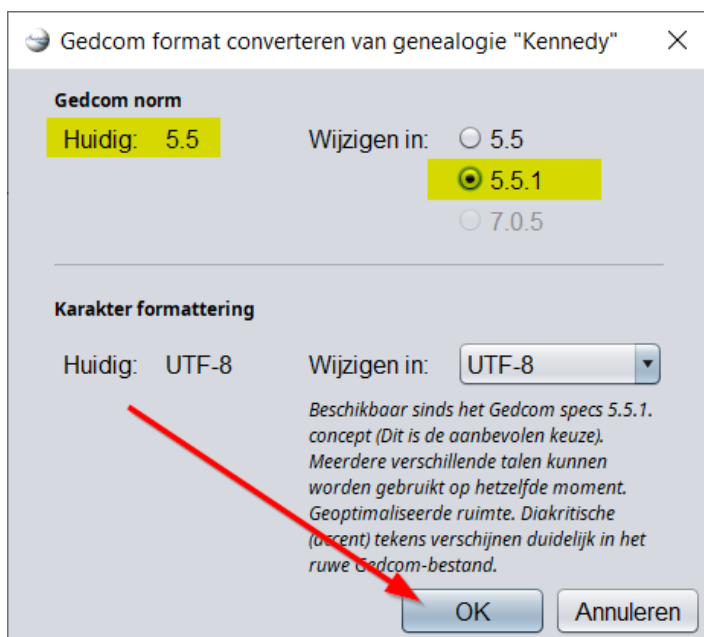 Gedcom format converteren van genealogie "Kennedy"
Gedcom norm
Huidig: 5.5 Wijzigen in: 5.5
5.5.1
7.0.5
Karakter formattering
Huidig: UTF-8 Wijzigen in: UTF-8
Beschikbaar sinds het Gedcom specs 5.5.1.
concept (Dit is de aanbevolen keuze).
Meerdere verschillende talen kunnen
worden gebruikt op hetzelfde moment.
Geoptimaliseerde ruimte. Diakritische
(accent) tekens verschijnen duidelijk in het
ruwe Gedcom-bestand.
OK Annuleren